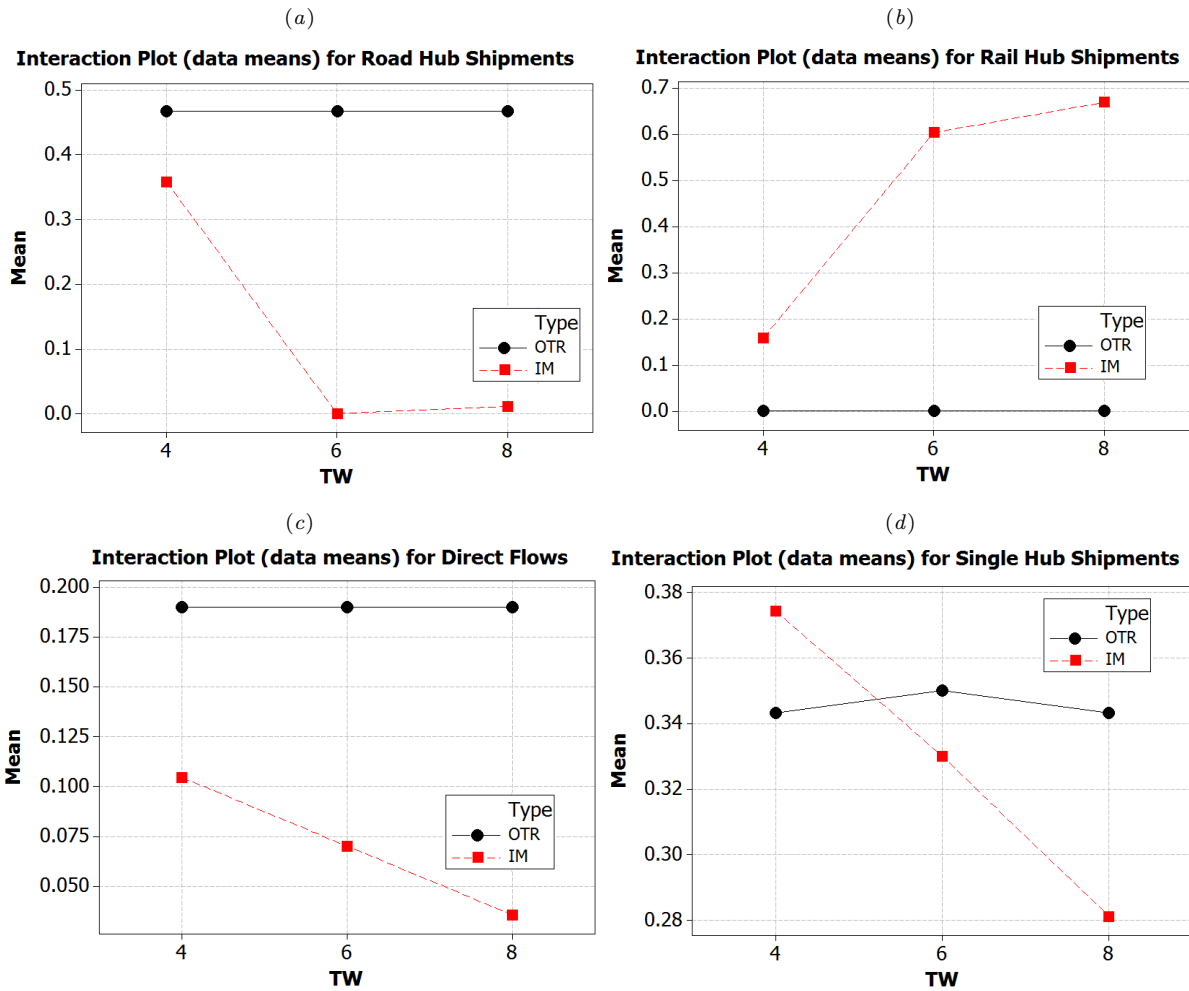 (a)
Interaction Plot (data means) for Road Hub Shipments
0.5
0.4
0.3
0.2
0.1
0.0
Mean
4 6 8
TW
Type
OTR
IM
(b)
Interaction Plot (data means) for Rail Hub Shipments
0.7
0.6
0.5
0.4
0.3
0.2
0.1
0.0
Mean
4 6 8
TW
Type
OTR
IM
(c)
Interaction Plot (data means) for Direct Flows
0.200
0.175
0.150
0.125
0.100
0.075
0.050
Mean
4 6 8
TW
Type
OTR
IM
(d)
Interaction Plot (data means) for Single Hub Shipments
0.38
0.36
0.34
0.32
0.30
0.28
Mean
4 6 8
TW
Type
OTR
IM